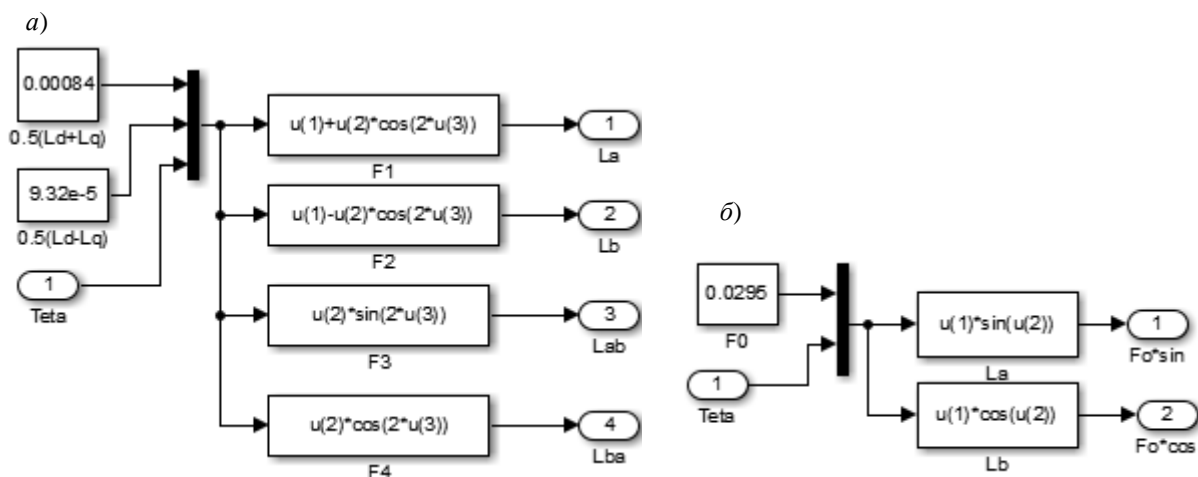 а)
0.00084
0.5(Ld+Lq)
9.32e-5
0.5(Ld-Lq)
1
Teta
u(1)+u(2)*cos(2*u(3))
F1
1
La
u(1)-u(2)*cos(2*u(3))
F2
2
Lb
u(2)*sin(2*u(3))
F3
3
Lab
u(2)*cos(2*u(3))
F4
4
Lba
б)
0.0295
F0
1
Teta
u(1)*sin(u(2))
La
1
Fo*sin
u(1)*cos(u(2))
Lb
2
Fo*cos